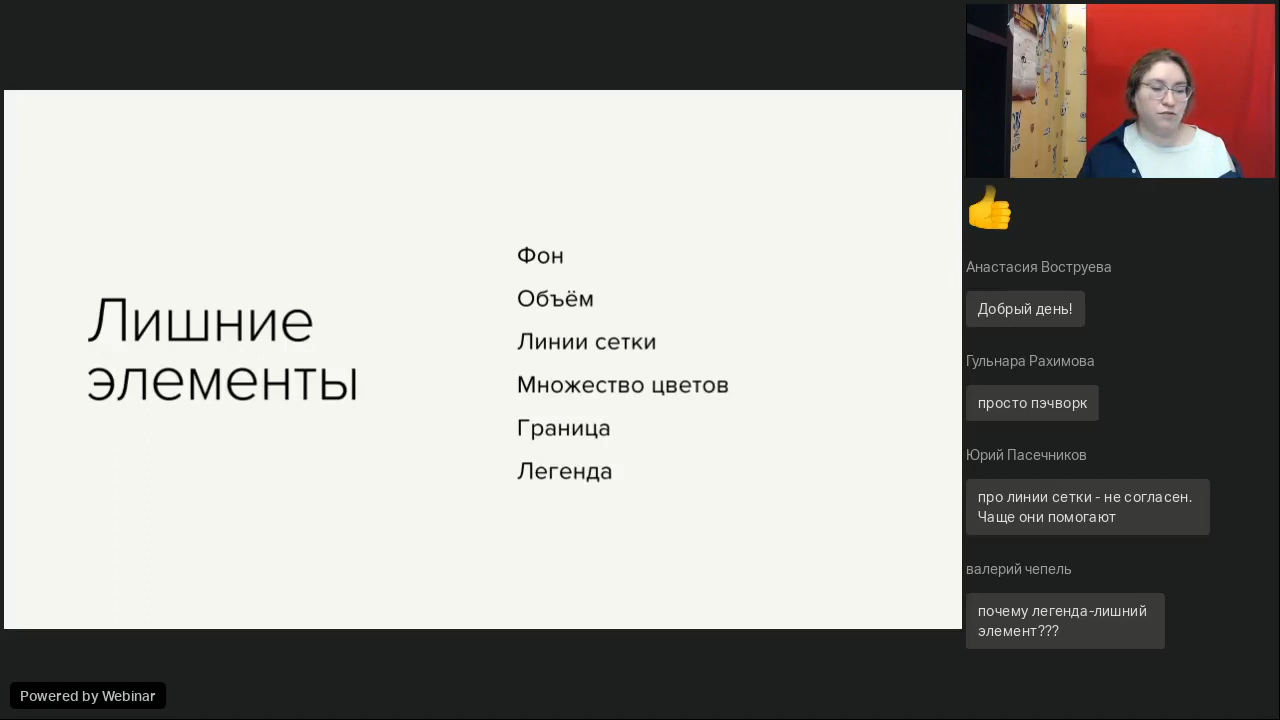 Лишние
элементы
Фон
Объём
Линии сетки
Множество цветов
Граница
Легенда
Анастасия Воструева
Добрый день!
Гульнара Рахимова
просто пэчворк
Юрий Пасечников
про линии сетки - не согласен.
Чаще они помогают
валерий чепель
почему легенда-лишний
элемент???
Powered by Webinar